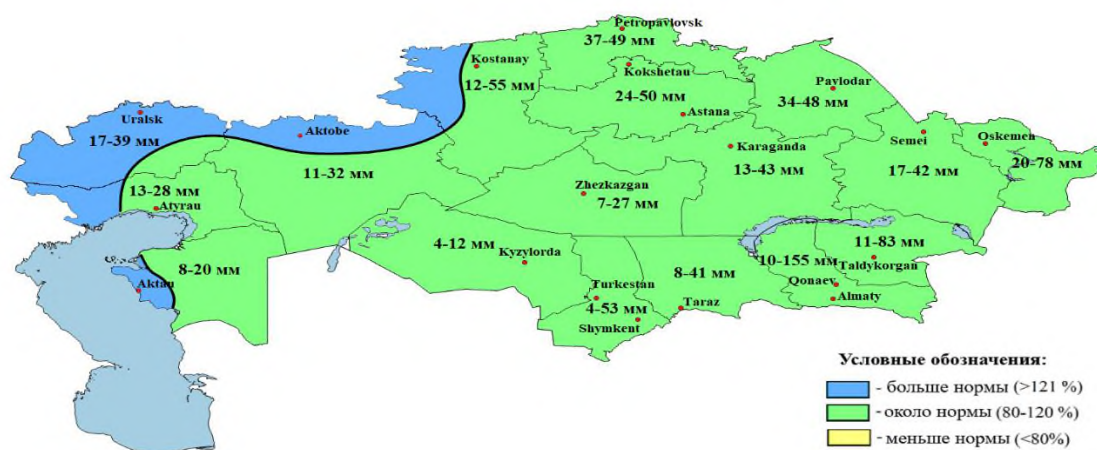 Petropavlovsk
37-49 мм
Kostanay
12-55 мм
Kokshetau
24-50 мм
Astana
Pavlodar
34-48 мм
Uralsk
17-39 мм
Aktobe
11-32 мм
Karaganda
13-43 мм
Semei
17-42 мм
Oskemen
20-78 мм
13-28 мм
Atyrau
Zhezkazgan
7-27 мм
8-20 мм
Aktau
4-12 мм
Kyzylorda
Turkestan
4-53 мм
Shymkent
8-41 мм
Taraz
10-155 мм
Qonaev
Almaty
11-83 мм
Taldykorgan
Условные обозначения:
- больше нормы (>121 %)
- около нормы (80-120 %)
- меньше нормы (<80%)